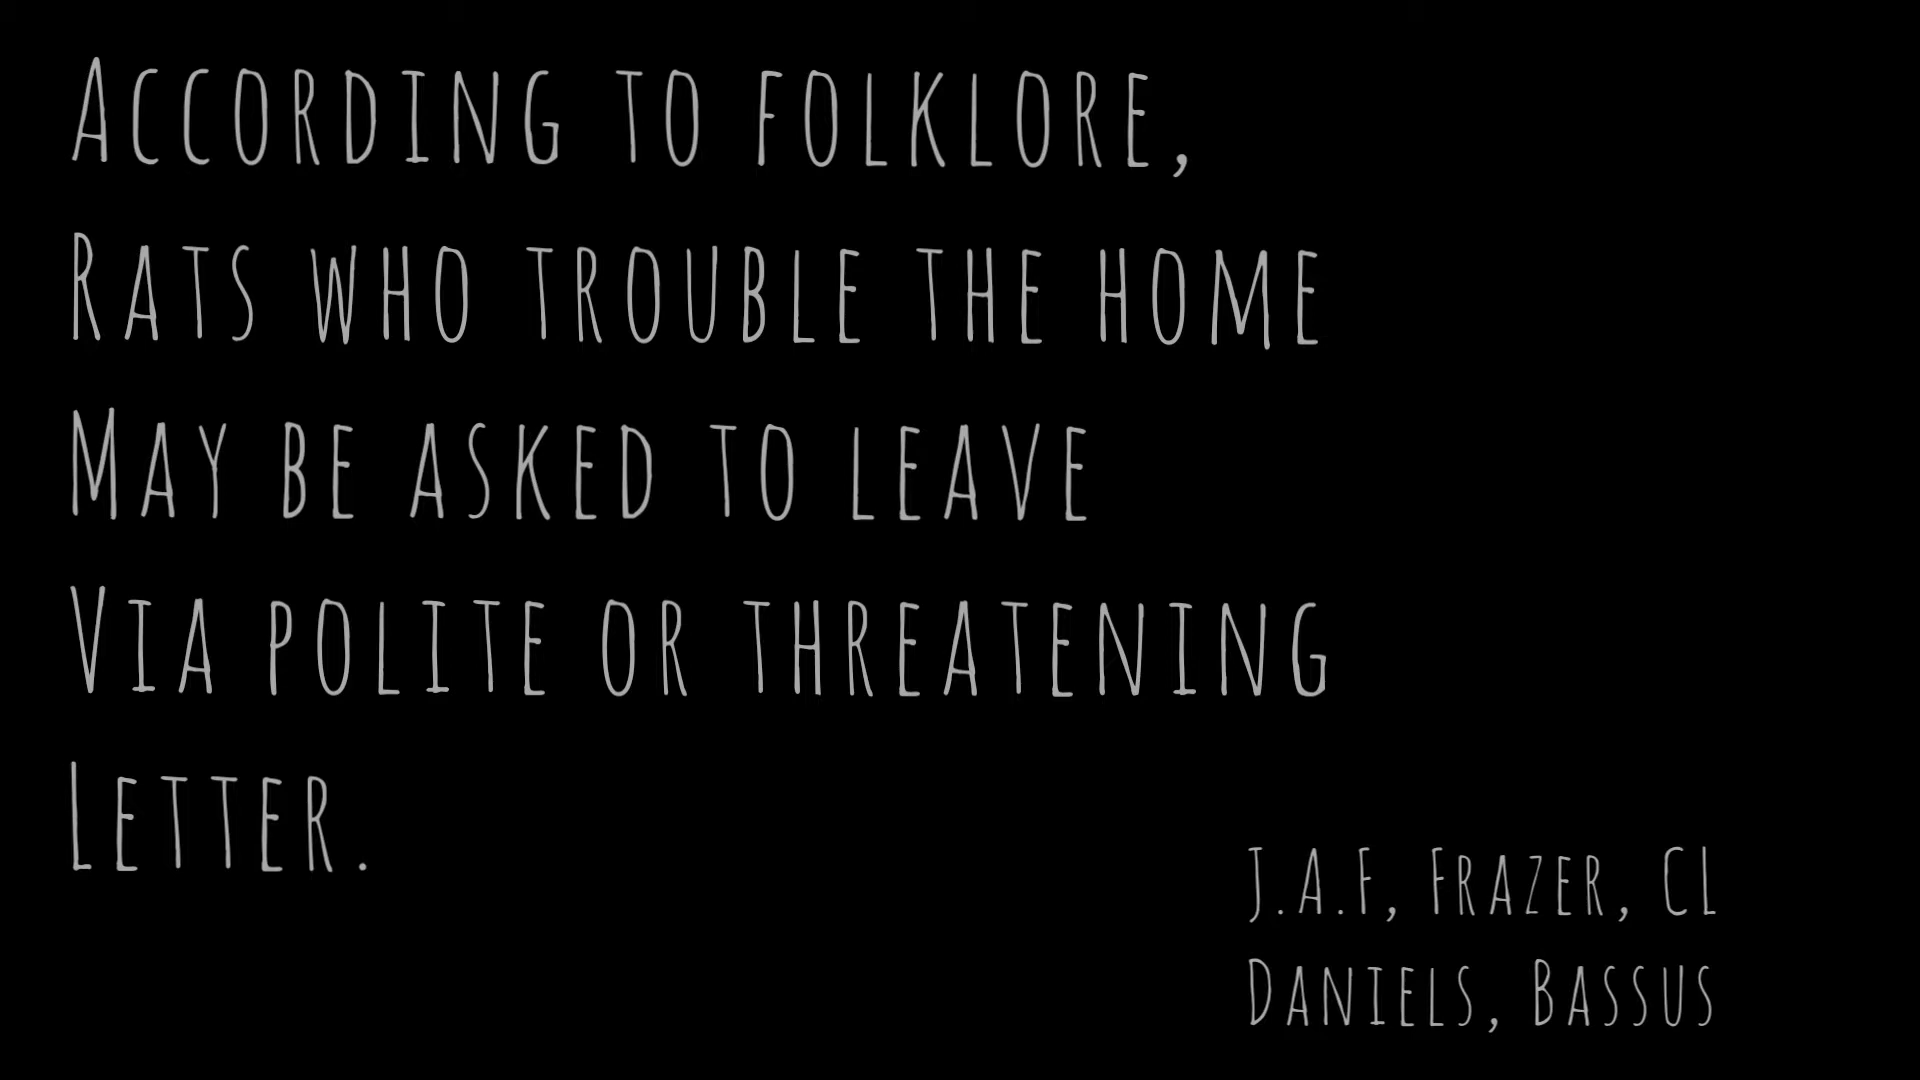 According to folklore,
Rats who trouble the home
May be asked to leave
Via polite or threatening
Letter.
J.A.F, Frazer, CL
Daniels, Bassus